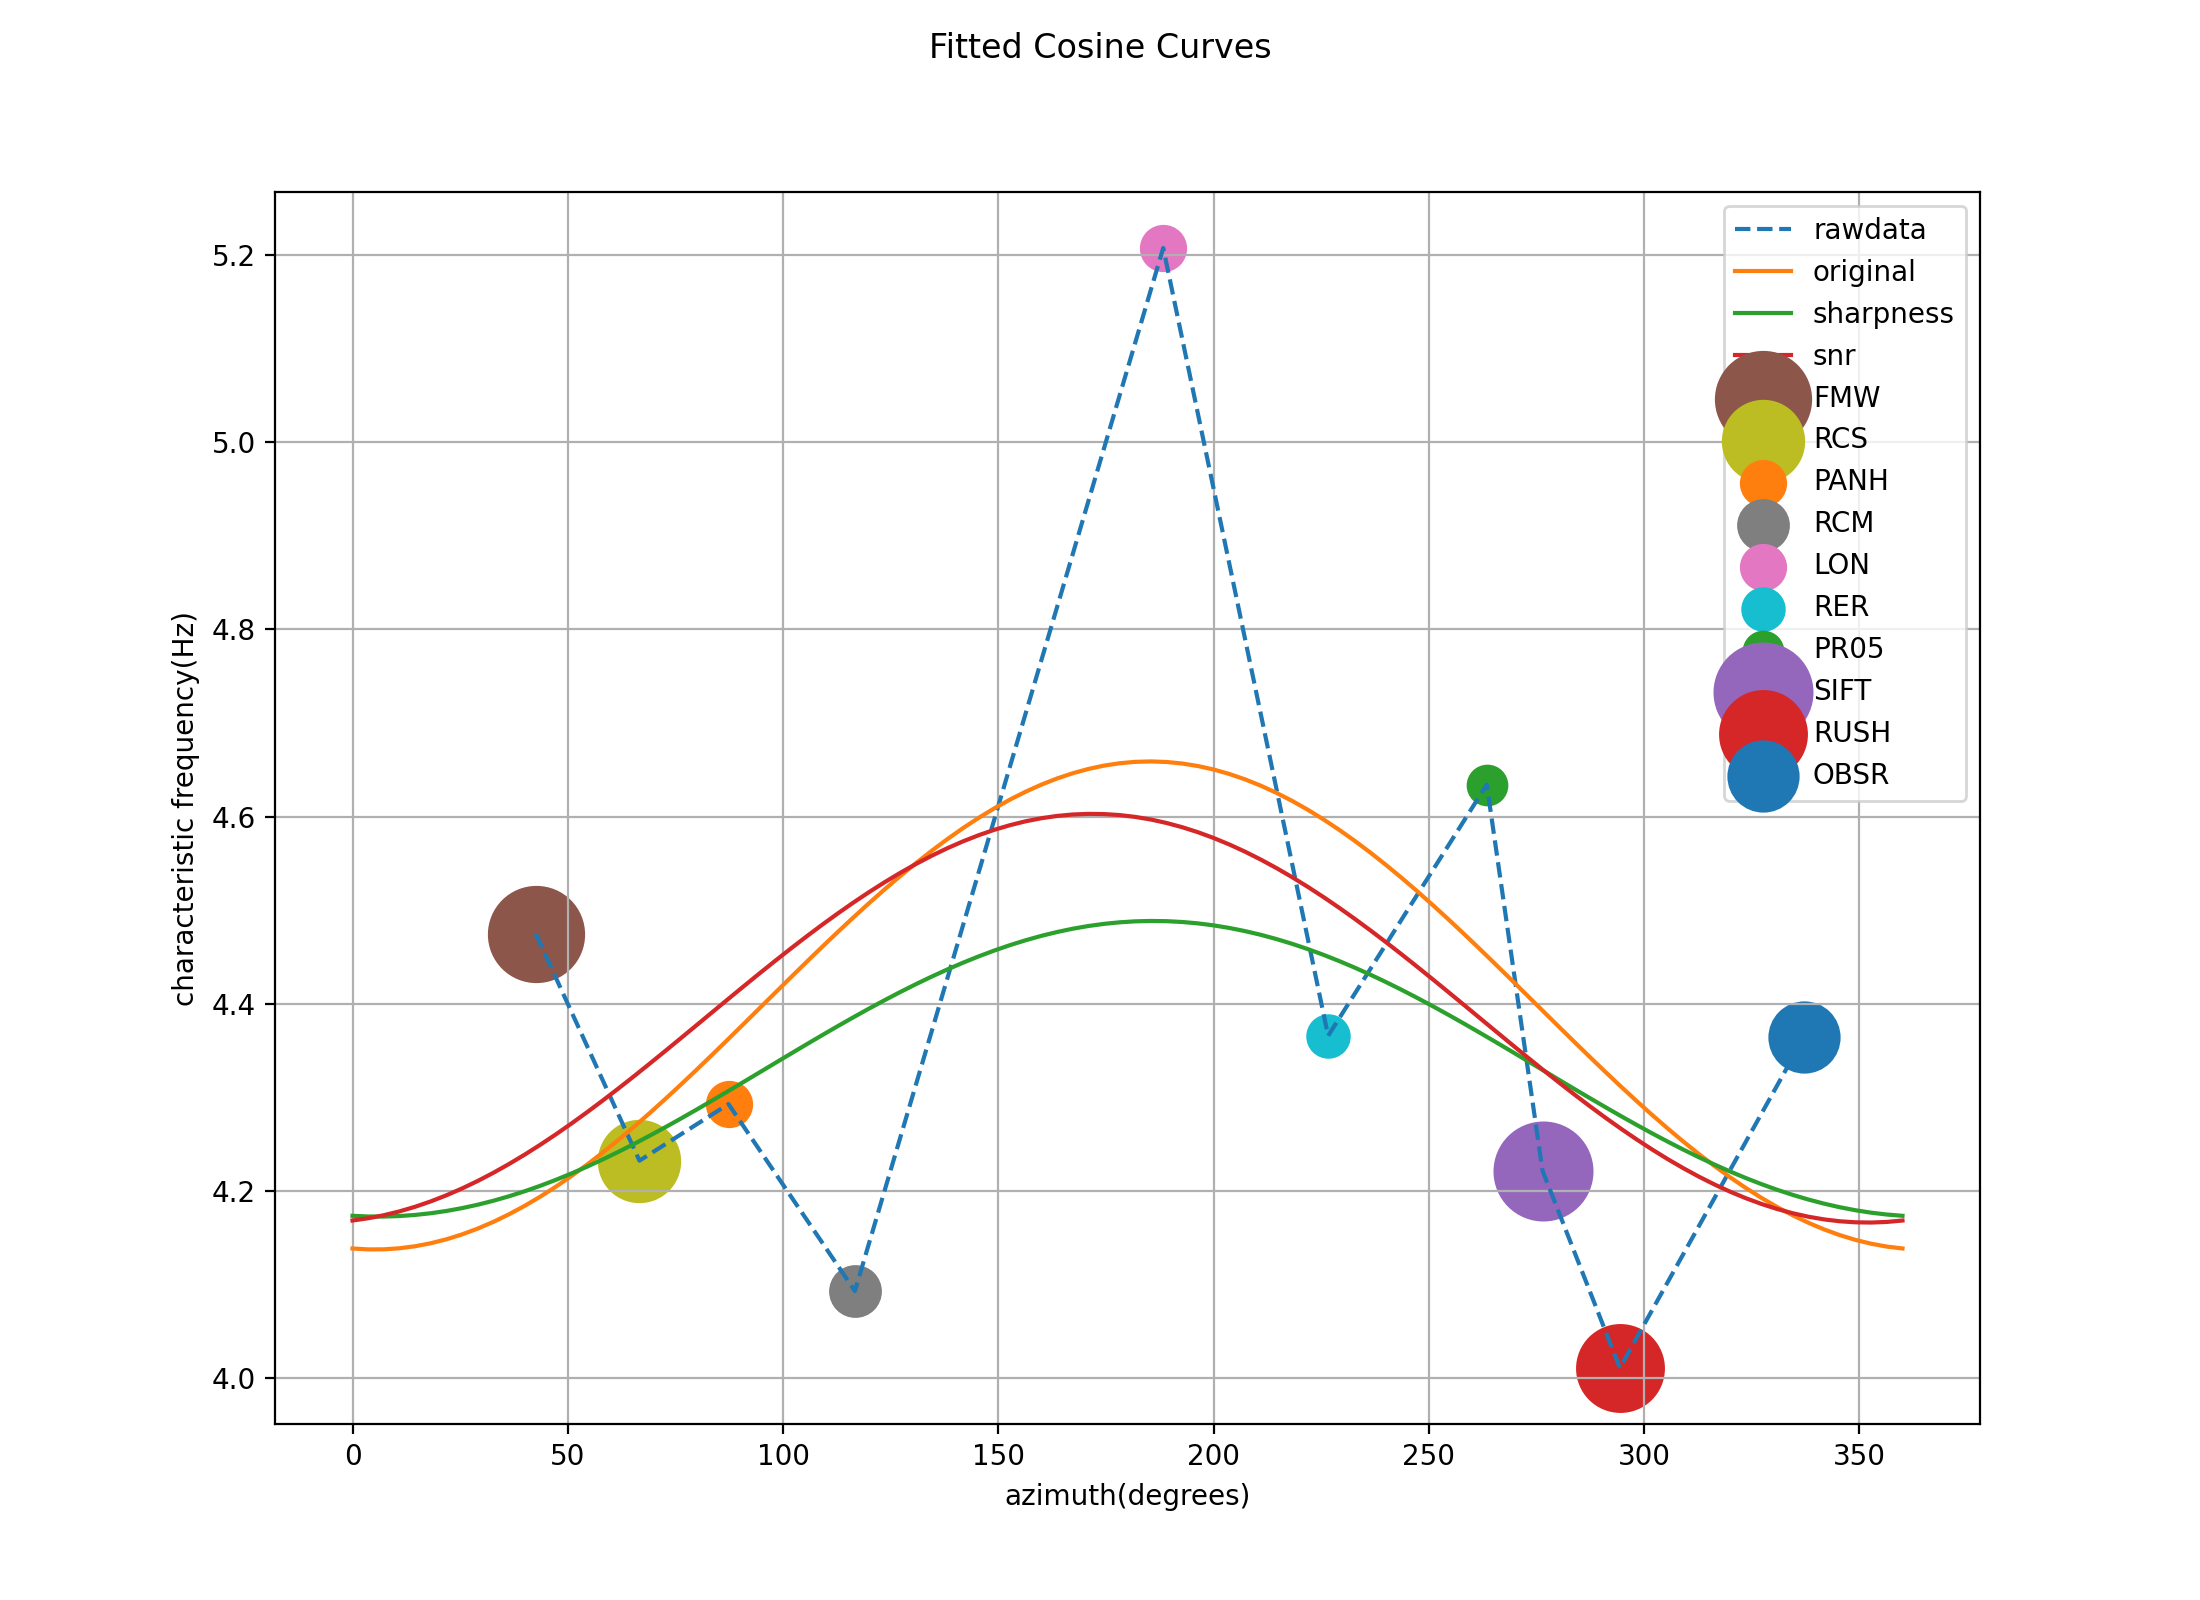 Fitted Cosine Curves
characteristic frequency(Hz)
5.2
5.0
4.8
4.6
4.4
4.2
4.0
rawdata
original
sharpness
snr
FMW
RCS
PANH
RCM
LON
RER
PR05
SIFT
RUSH
OBSR
0 50 100 150 200 250 300 350
azimuth(degrees)